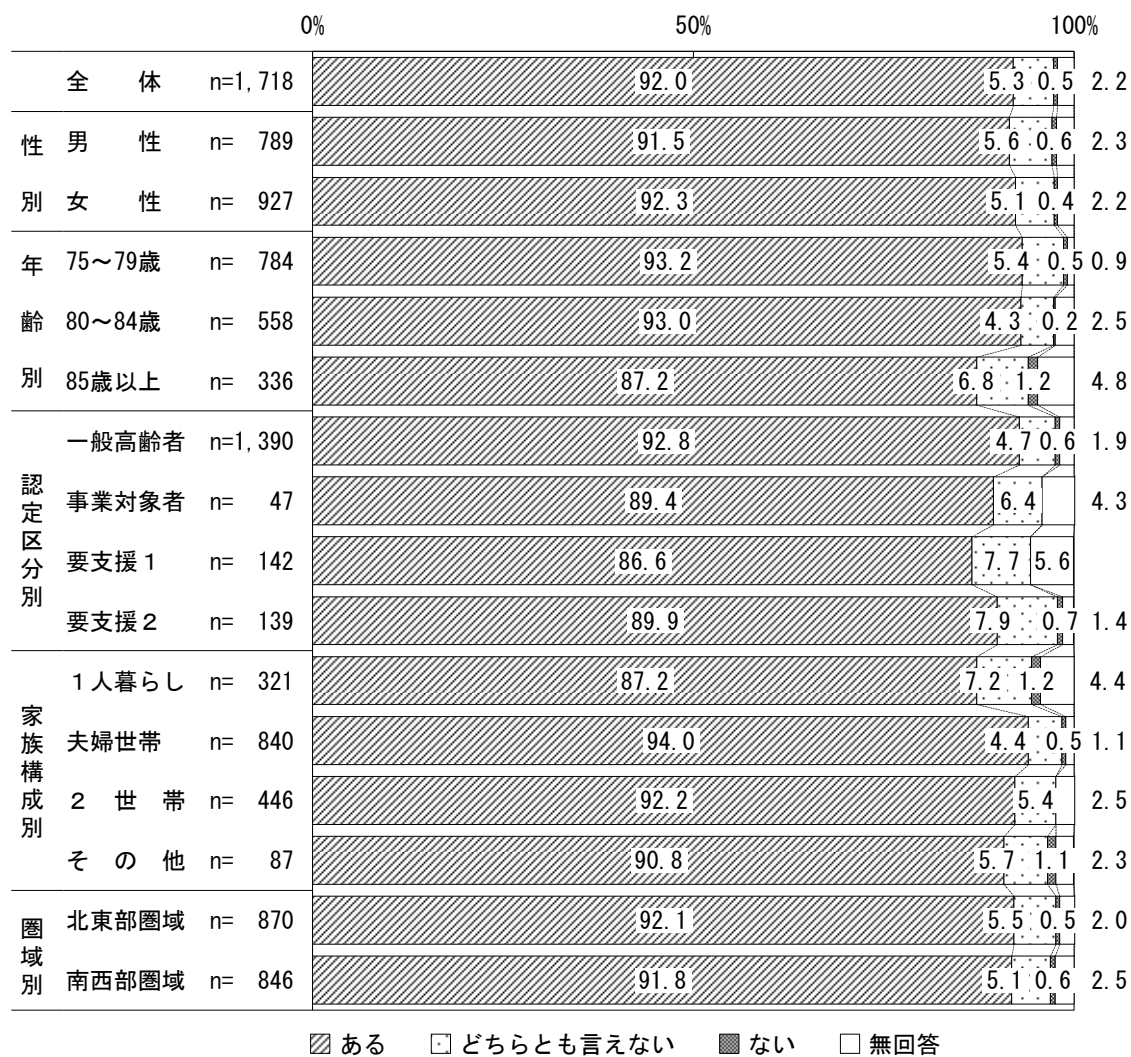 0% 50% 100%
全 体 n=1,718 92.0 5.3 0.5 2.2
性別
男 性 n= 789 91.5 5.6 0.6 2.3
女 性 n= 927 92.3 5.1 0.4 2.2
年齢別
75～79歳 n= 784 93.2 5.4 0.5 0.9
80～84歳 n= 558 93.0 4.3 0.2 2.5
85歳以上 n= 336 87.2 6.8 1.2 4.8
認定区分別
一般高齢者 n=1,390 92.8 4.7 0.6 1.9
事業対象者 n= 47 89.4 6.4 4.3
要支援１ n= 142 86.6 7.7 5.6
要支援２ n= 139 89.9 7.9 0.7 1.4
家族構成別
１人暮らし n= 321 87.2 7.2 1.2 4.4
夫婦世帯 n= 840 94.0 4.4 0.5 1.1
２ 世 帯 n= 446 92.2 5.4 2.5
そ の 他 n= 87 90.8 5.7 1.1 2.3
圏域別
北東部圏域 n= 870 92.1 5.5 0.5 2.0
南西部圏域 n= 846 91.8 5.1 0.6 2.5
ある どちらとも言えない ない 無回答